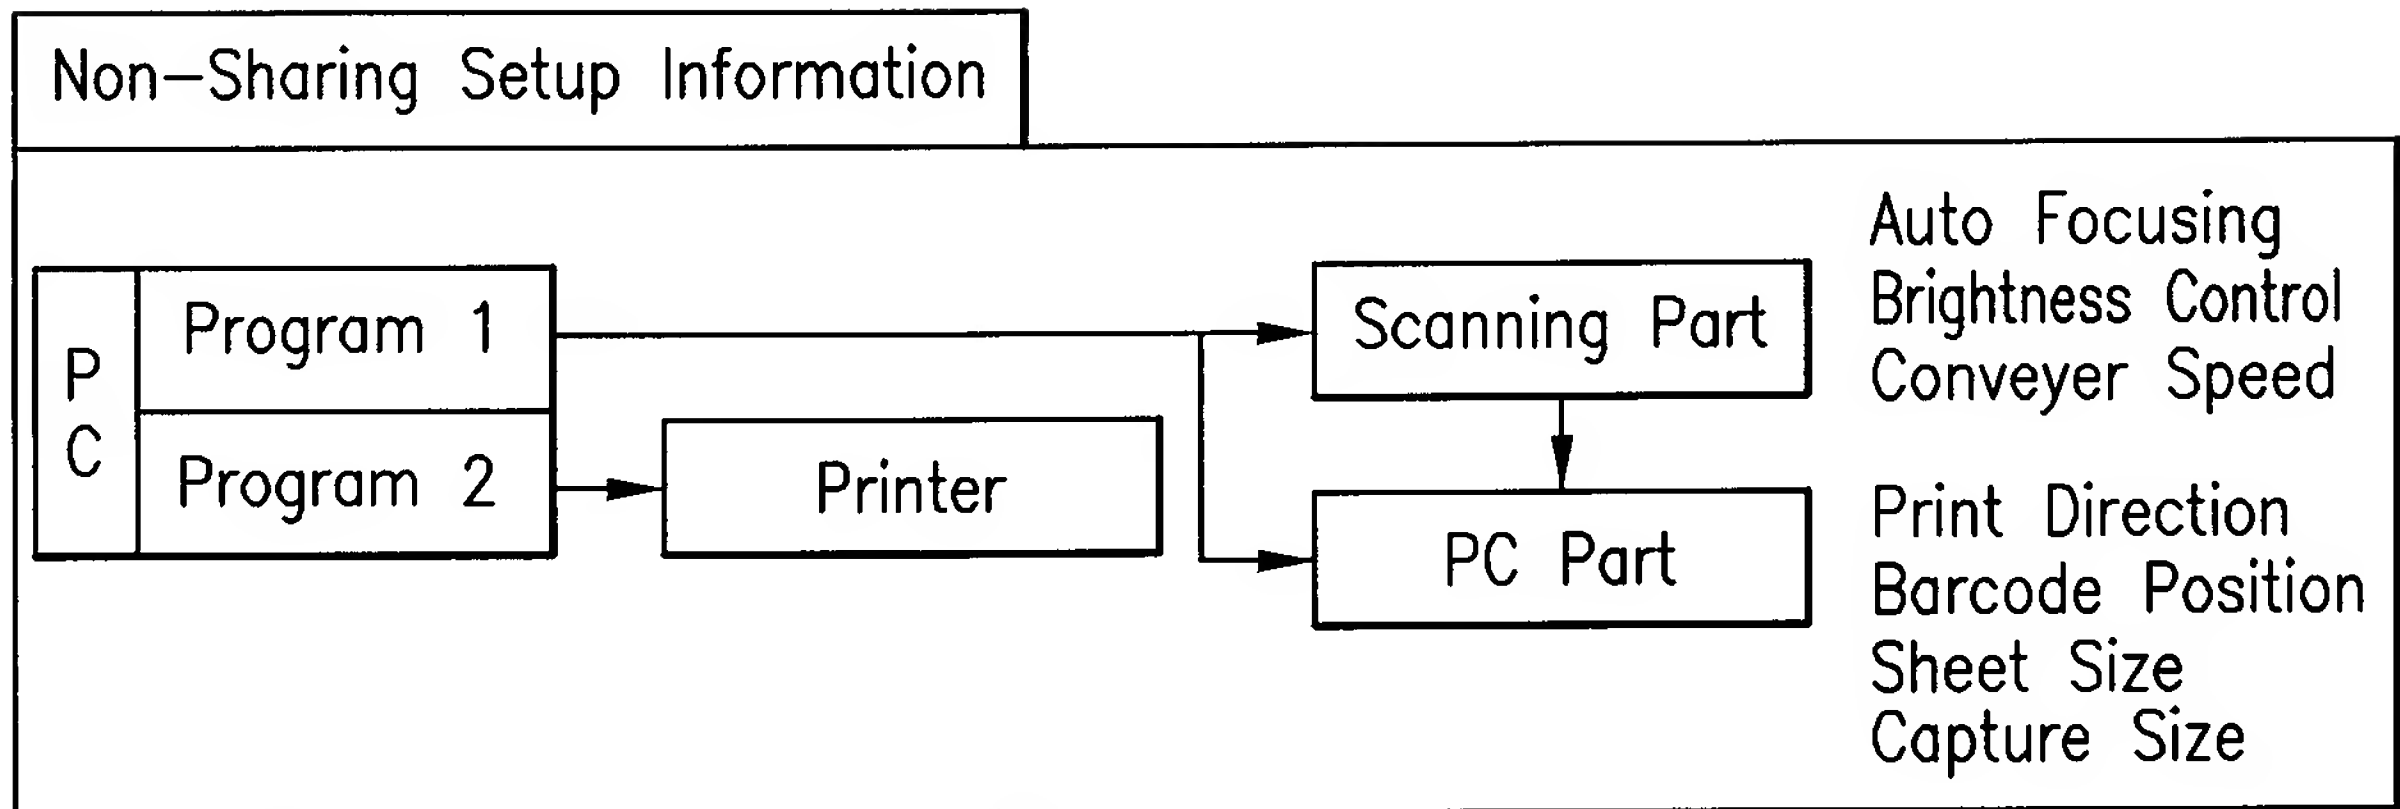 Non-Sharing Setup Information
PC
Program 1
Program 2
Printer
Scanning Part
PC Part
Auto Focusing
Brightness Control
Conveyer Speed
Print Direction
Barcode Position
Sheet Size
Capture Size